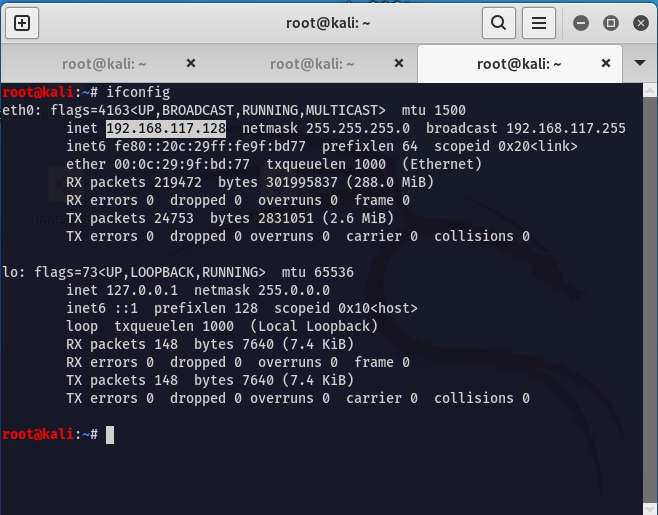 root@kali: ~
root@kali: ~
root@kali: ~
root@kali: ~
root@kali:~# ifconfig
eth0: flags=4163<UP,BROADCAST,RUNNING,MULTICAST>  mtu 1500
        inet 192.168.117.128  netmask 255.255.255.0  broadcast 192.168.117.255
        inet6 fe80::20c:29ff:fe9f:bd77  prefixlen 64  scopeid 0x20<link>
        ether 00:0c:29:9f:bd:77  txqueuelen 1000  (Ethernet)
        RX packets 219472  bytes 301995837 (288.0 MiB)
        RX errors 0  dropped 0  overruns 0  frame 0
        TX packets 24753  bytes 2831051 (2.6 MiB)
        TX errors 0  dropped 0 overruns 0  carrier 0  collisions 0
lo: flags=73<UP,LOOPBACK,RUNNING>  mtu 65536
        inet 127.0.0.1  netmask 255.0.0.0
        inet6 ::1  prefixlen 128  scopeid 0x10<host>
        loop  txqueuelen 1000  (Local Loopback)
        RX packets 148  bytes 7640 (7.4 KiB)
        RX errors 0  dropped 0  overruns 0  frame 0
        TX packets 148  bytes 7640 (7.4 KiB)
        TX errors 0  dropped 0 overruns 0  carrier 0  collisions 0
root@kali:~#